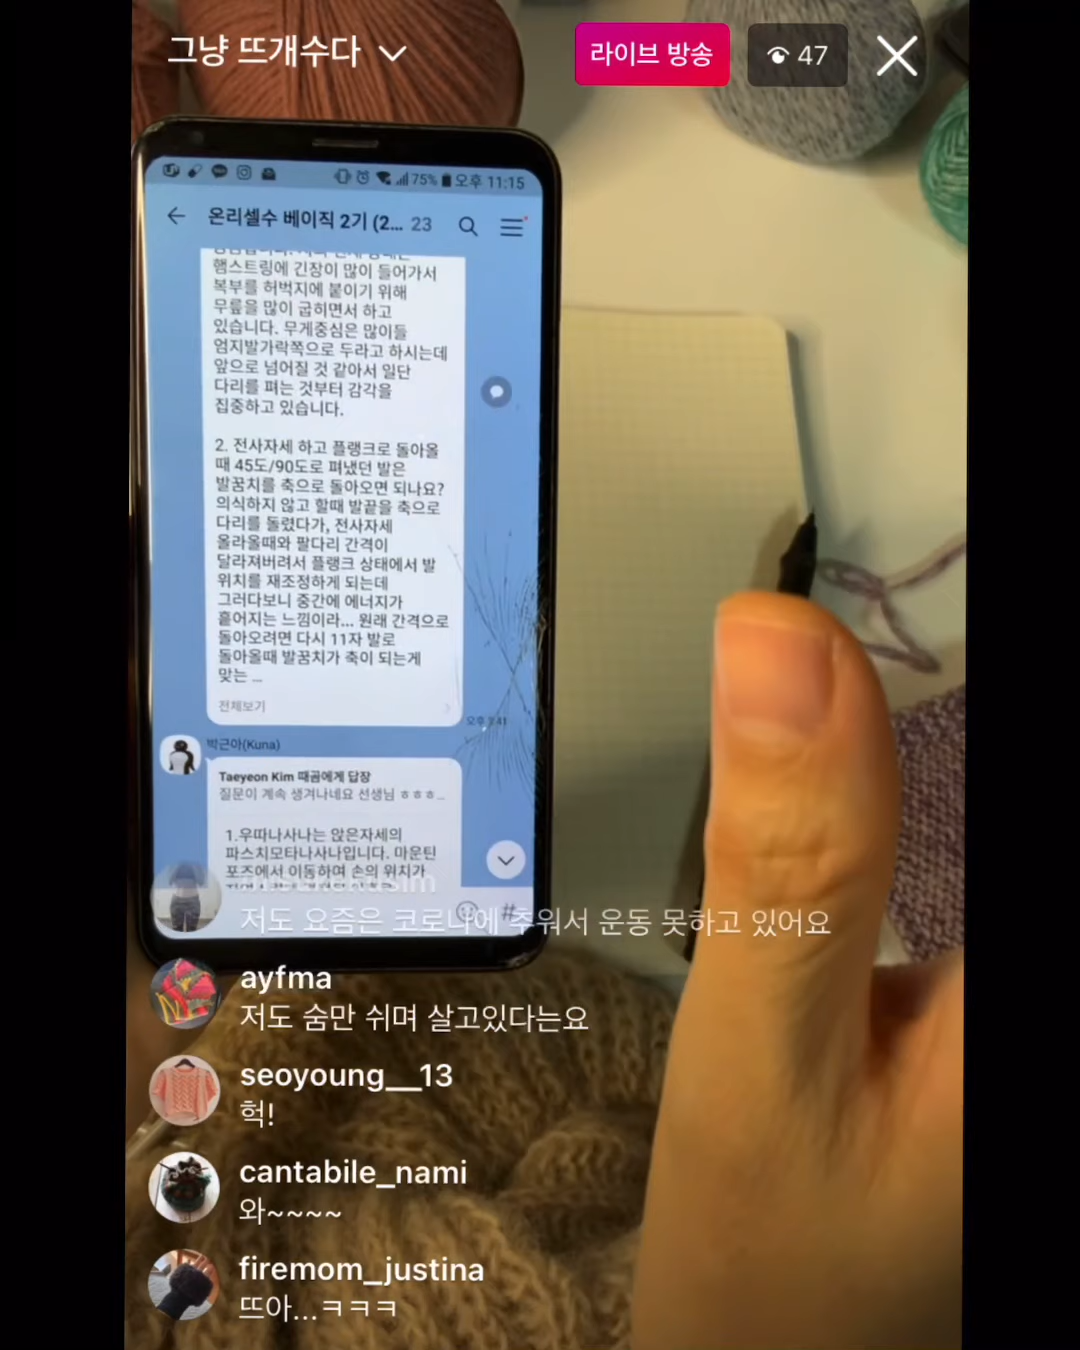 그냥 뜨개수다
라이브 방송
47
75% 오후 11:15
온리셀수 베이직 2기 (2... 23
햄스트링에 긴장이 많이 들어가서
복부를 허벅지에 붙이기 위해
무릎을 많이 굽히면서 하고
있습니다. 무게중심은 많이들
엄지발가락쪽으로 두라고 하시는데
앞으로 넘어질 것 같아서 일단
다리를 펴는 것부터 감각을
집중하고 있습니다.
2. 전사자세 하고 플랭크로 돌아올
때 45도/90도로 펴냈던 발은
발꿈치를 축으로 돌아오면 되나요?
의식하지 않고 할때 발끝을 축으로
다리를 돌렸다가, 전사자세
올라올때와 팔다리 간격이
달라져버려서 플랭크 상태에서 발
위치를 재조정하게 되는데
그러다보니 중간에 에너지가
흩어지는 느낌이라... 원래 간격으로
돌아오려면 다시 11자 발로
돌아올때 발꿈치가 축이 되는게
맞는 ...
전체보기
오후
박근아(Kuna)
Taeyeon Kim 때곰에게 답장
질문이 계속 생겨나네요 선생님 ㅎㅎㅎ...
1.우따나사나는 앉은자세의
파스치모타나사나입니다. 마운틴
포즈에서 이동하여 손의 위치가
#
저도 요즘은 코로나에 추워서 운동 못하고 있어요
ayfma
저도 숨만 쉬며 살고있다는요
seoyoung__13
헉!
cantabile_nami
와~~~~
firemom_justina
뜨아...ㅋㅋㅋ